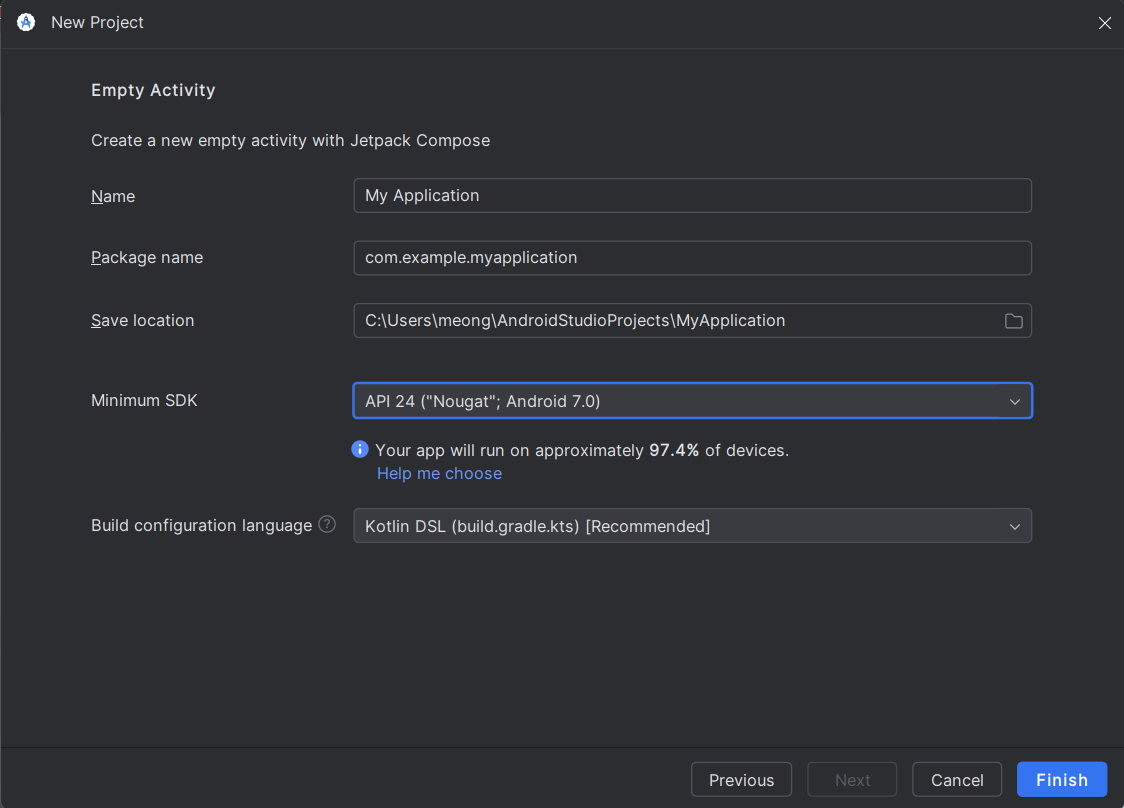 New Project
Empty Activity
Create a new empty activity with Jetpack Compose
Name My Application
Package name com.example.myapplication
Save location C:\Users\meong\AndroidStudioProjects\MyApplication
Minimum SDK API 24 ("Nougat"; Android 7.0)
Your app will run on approximately 97.4% of devices.
Help me choose
Build configuration language ? Kotlin DSL (build.gradle.kts) [Recommended]
Previous Next Cancel Finish